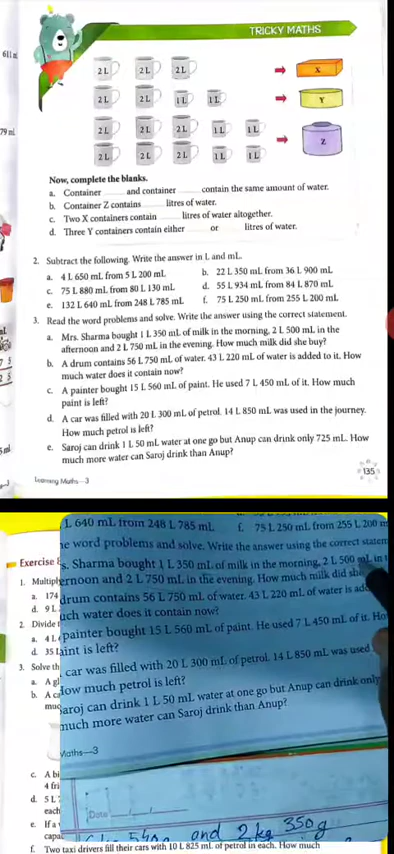 TRICKY MATHS
2 L 2 L 2 L X
2 L 2 L 1 L 1 L Y
2 L 2 L 2 L 1 L 1 L Z
2 L 2 L 2 L 1 L 1 L
79 mL
Now, complete the blanks.
a. Container and container contain the same amount of water.
b. Container Z contains litres of water.
c. Two X containers contain litres of water altogether.
d. Three Y containers contain either or litres of water.
2. Subtract the following. Write the answer in L and mL.
a. 4 L 650 mL from 5 L 200 mL b. 22 L 350 mL from 36 L 900 mL
c. 75 L 880 mL from 80 L 130 mL d. 55 L 934 mL from 84 L 870 mL
e. 132 L 640 mL from 248 L 785 mL f. 75 L 250 mL from 255 L 200 mL
3. Read the word problems and solve. Write the answer using the correct statement.
a. Mrs. Sharma bought 1 L 350 mL of milk in the morning, 2 L 500 mL in the
afternoon and 2 L 750 mL in the evening. How much milk did she buy?
b. A drum contains 56 L 750 mL of water. 43 L 220 mL of water is added to it. How
much water does it contain now?
c. A painter bought 15 L 560 mL of paint. He used 7 L 450 mL of it. How much
paint is left?
d. A car was filled with 20 L 300 mL of petrol. 14 L 850 mL was used in the journey.
How much petrol is left?
e. Saroj can drink 1 L 50 mL water at one go but Anup can drink only 725 mL. How
much more water can Saroj drink than Anup?
135
Learning Maths—3
L 640 mL from 248 L 785 mL f. 75 L 250 mL from 255 L 200 m
e word problems and solve. Write the answer using the correct statem
Exercise
s. Sharma bought 1 L 350 mL of milk in the morning, 2 L 500 mL in t
1. Multipl
ernoon and 2 L 750 mL in the evening. How much milk did she
a. 174
drum contains 56 L 750 mL of water. 43 L 220 mL of water is add
d. 9 L
uch water does it contain now?
2. Divide
painter bought 15 L 560 mL of paint. He used 7 L 450 mL of it. Ho
a. 4 L
d. 35 L
aint is left?
3. Solve th
car was filled with 20 L 300 mL of petrol. 14 L 850 mL was used
a. A gl
low much petrol is left?
b. A ca
aroj can drink 1 L 50 mL water at one go but Anup can drink only
much more water can Saroj drink than Anup?
Maths—3
c. A bi
4 fri
d. 5 L
each
Date
e. If a
capa
540 and 2 kg 350 g
f. Two taxi drivers fill their cars with 10 L 825 mL of petrol in each. How much